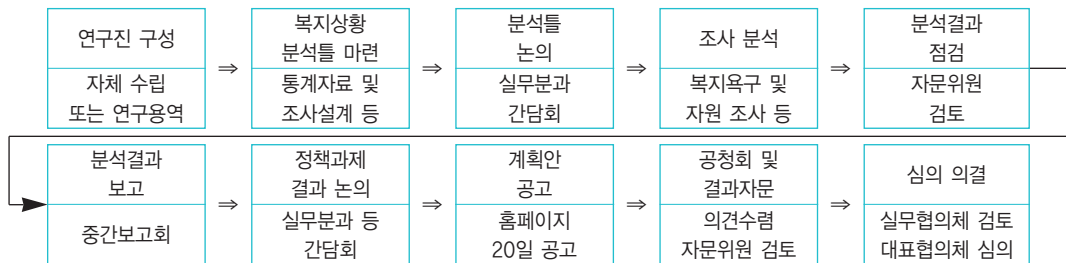 연구진 구성
자체 수립
또는 연구용역
⇒
복지상황
분석틀 마련
통계자료 및
조사설계 등
⇒
분석틀
논의
실무분과
간담회
⇒
조사 분석
복지욕구 및
자원 조사 등
⇒
분석결과
점검
자문위원
검토
분석결과
보고
중간보고회
⇒
정책과제
결과 논의
실무분과 등
간담회
⇒
계획안
공고
홈페이지
20일 공고
⇒
공청회 및
결과자문
의견수렴
자문위원 검토
⇒
심의 의결
실무협의체 검토
대표협의체 심의